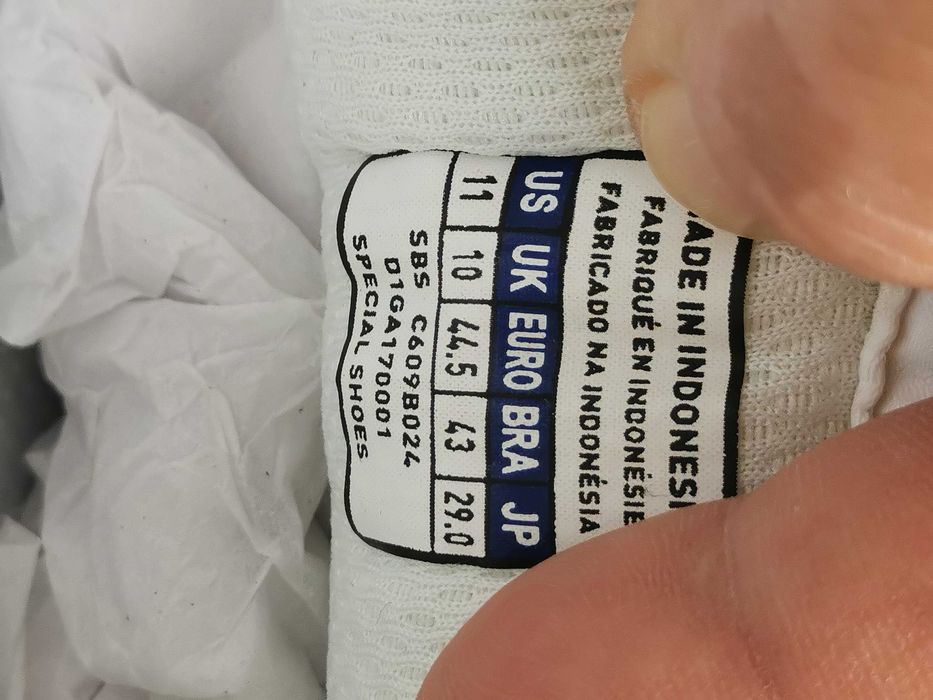 MADE IN INDONESI
FABRIQUÉ EN INDONÉSIE
FABRICADO NA INDONÉSIA
US UK EURO BRA JP
11 10 44.5 43 29.0
SBS C609B024
D1GA170001
SPECIAL SHOES